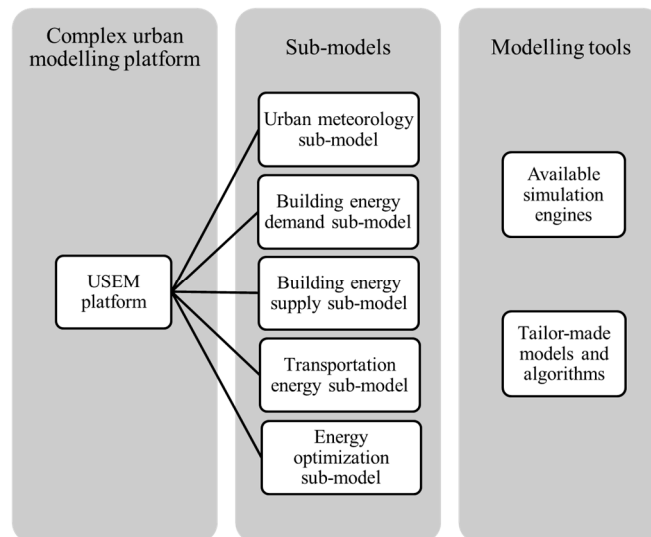 Complex urban
modelling platform
USEM
platform
Sub-models
Urban meteorology
sub-model
Building energy
demand sub-model
Building energy
supply sub-model
Transportation
energy sub-model
Energy
optimization
sub-model
Modelling tools
Available
simulation
engines
Tailor-made
models and
algorithms